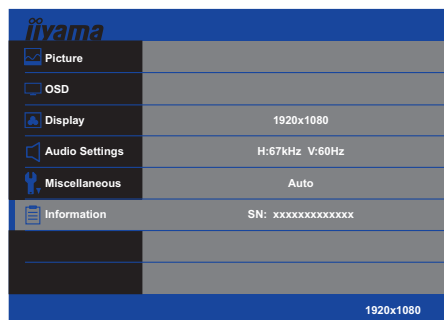 iiyama
Picture
OSD
Display 1920x1080
Audio Settings H:67kHz V:60Hz
Miscellaneous Auto
Information SN: xxxxxxxxxxxxx
1920x1080